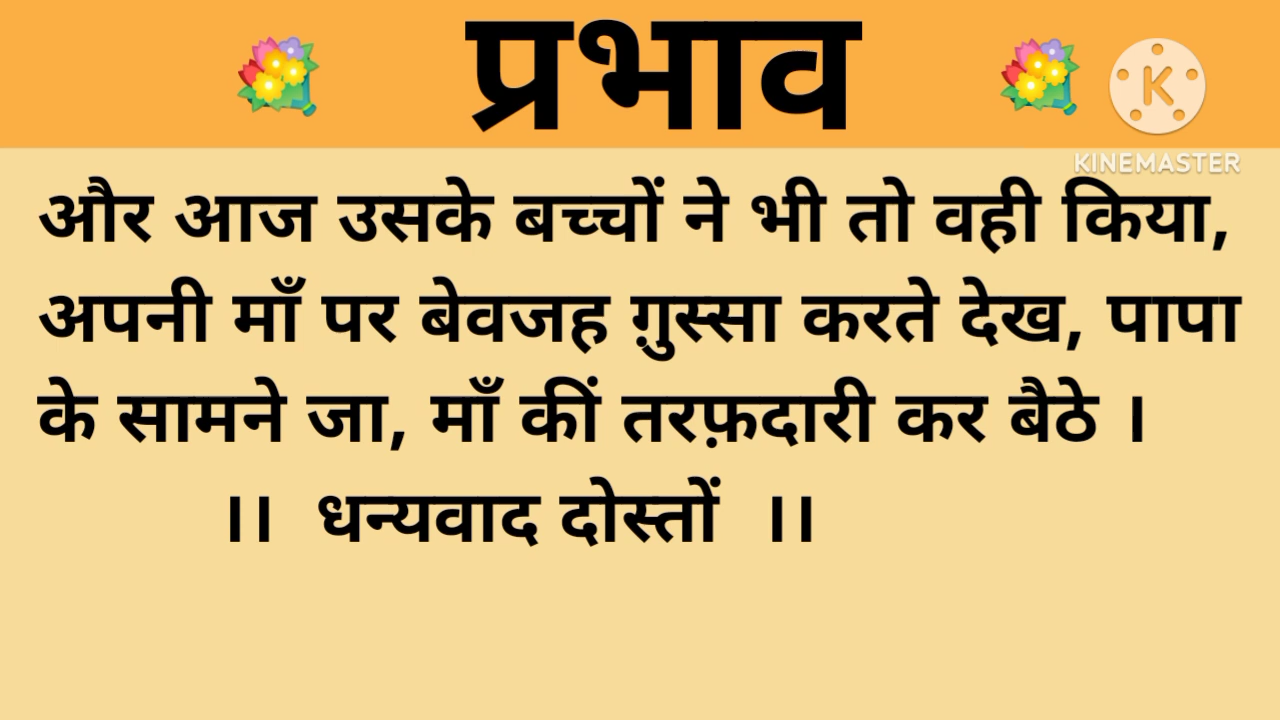 प्रभाव
K
KINEMASTER
और आज उसके बच्चों ने भी तो वही किया,
अपनी माँ पर बेवजह ग़ुस्सा करते देख, पापा
के सामने जा, माँ कीं तरफ़दारी कर बैठे ।
।। धन्यवाद दोस्तों ।।